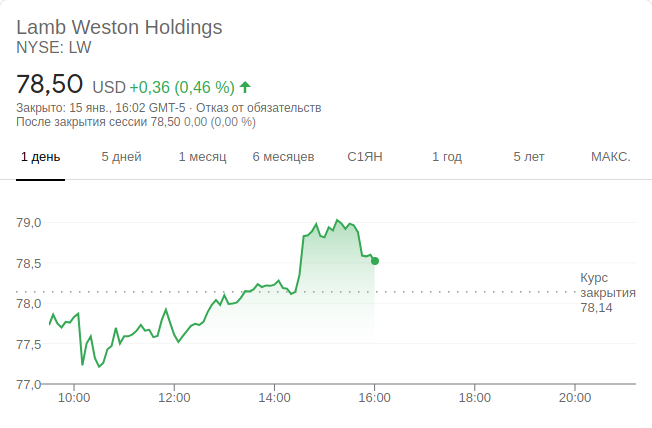 Lamb Weston Holdings
NYSE: LW
78,50 USD +0,36 (0,46 %)
Закрыто: 15 янв., 16:02 GMT-5 · Отказ от обязательств
После закрытия сессии 78,50 0,00 (0,00 %)
1 день 5 дней 1 месяц 6 месяцев С1ЯН 1 год 5 лет МАКС.
79,0
78,5
Курс
закрытия
78,14
78,0
77,5
77,0
10:00 12:00 14:00 16:00 18:00 20:00